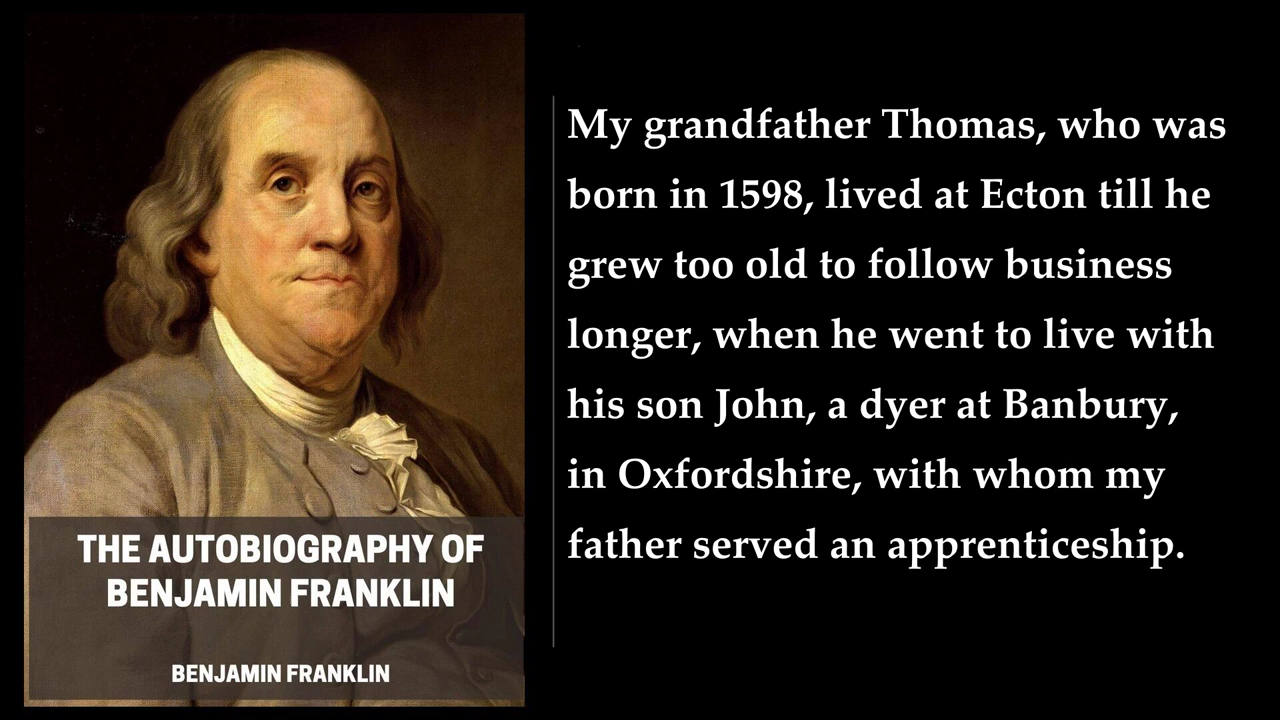 THE AUTOBIOGRAPHY OF
BENJAMIN FRANKLIN
BENJAMIN FRANKLIN
My grandfather Thomas, who was
born in 1598, lived at Ecton till he
grew too old to follow business
longer, when he went to live with
his son John, a dyer at Banbury,
in Oxfordshire, with whom my
father served an apprenticeship.